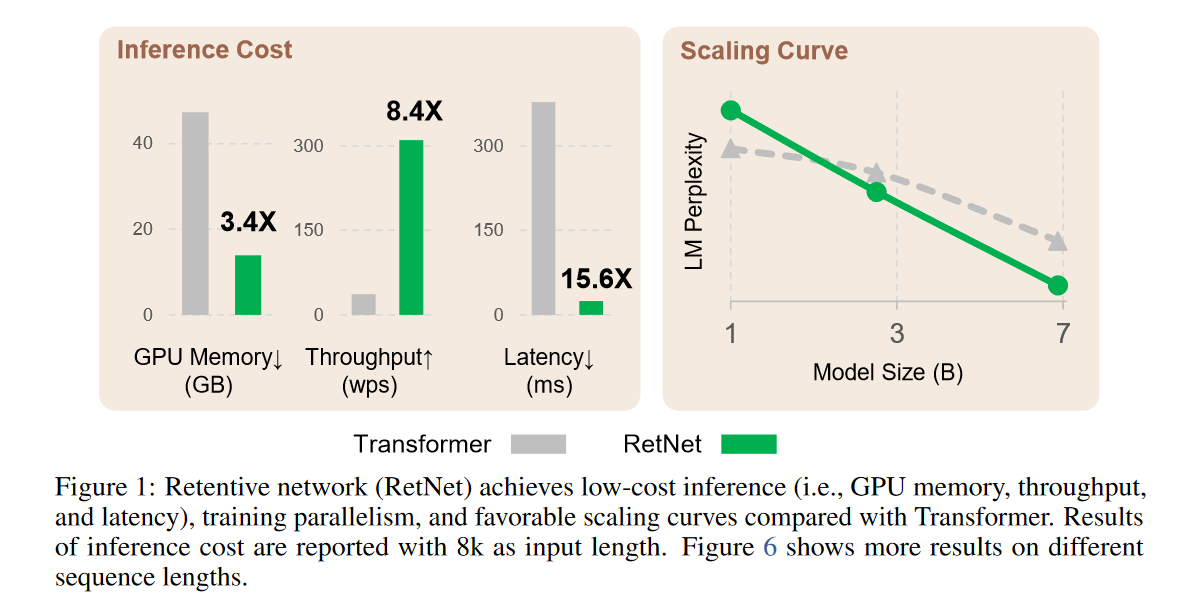 Inference Cost
40
20
0
3.4X
GPU Memory↓
(GB)
300
150
0
8.4X
Throughput↑
(wps)
300
150
0
15.6X
Latency↓
(ms)
Scaling Curve
LM Perplexity
1
3
7
Model Size (B)
Transformer
RetNet
Figure 1: Retentive network (RetNet) achieves low-cost inference (i.e., GPU memory, throughput,
and latency), training parallelism, and favorable scaling curves compared with Transformer. Results
of inference cost are reported with 8k as input length. Figure 6 shows more results on different
sequence lengths.